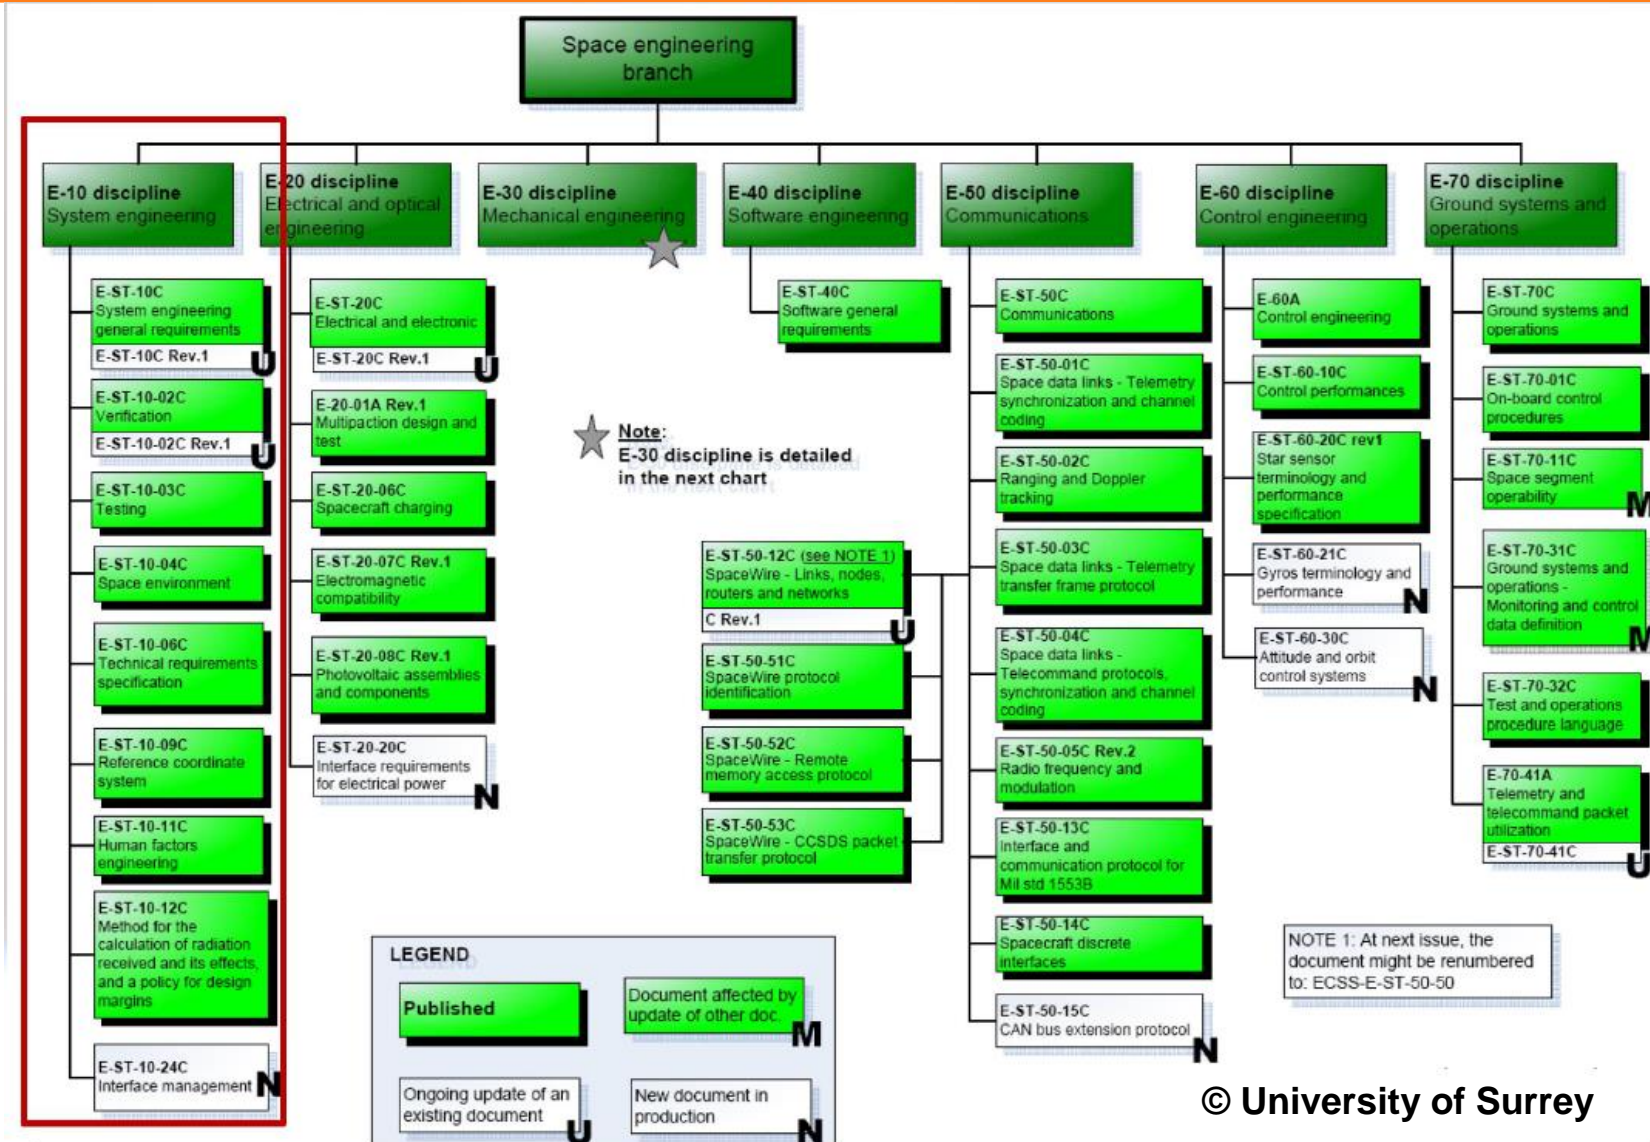 Space engineering
branch
E-10 discipline
System engineering
E-ST-10C
System engineering
general requirements
E-ST-10C Rev.1
U
E-ST-10-02C
Verification
E-ST-10-02C Rev.1
U
E-ST-10-03C
Testing
E-ST-10-04C
Space environment
E-ST-10-06C
Technical requirements
specification
E-ST-10-09C
Reference coordinate
system
E-ST-10-11C
Human factors
engineering
E-ST-10-12C
Method for the
calculation of radiation
received and its effects,
and a policy for design
margins
E-ST-10-24C
Interface management
N
E-20 discipline
Electrical and optical
engineering
E-ST-20C
Electrical and electronic
E-ST-20C Rev.1
U
E-20-01A Rev.1
Multipaction design and
test
E-ST-20-06C
Spacecraft charging
E-ST-20-07C Rev.1
Electromagnetic
compatibility
E-ST-20-08C Rev.1
Photovoltaic assemblies
and components
E-ST-20-20C
Interface requirements
for electrical power
N
E-30 discipline
Mechanical engineering
Note:
E-30 discipline is detailed
in the next chart
E-40 discipline
Software engineering
E-ST-40C
Software general
requirements
E-50 discipline
Communications
E-ST-50C
Communications
E-ST-50-01C
Space data links - Telemetry
synchronization and channel
coding
E-ST-50-02C
Ranging and Doppler
tracking
E-ST-50-03C
Space data links - Telemetry
transfer frame protocol
E-ST-50-04C
Space data links -
Telecommand protocols,
synchronization and channel
coding
E-ST-50-05C Rev.2
Radio frequency and
modulation
E-ST-50-13C
Interface and
communication protocol for
Mil std 1553B
E-ST-50-14C
Spacecraft discrete
interfaces
E-ST-50-15C
CAN bus extension protocol
N
E-ST-50-12C (see NOTE 1)
SpaceWire - Links, nodes,
routers and networks
C Rev.1
U
E-ST-50-51C
SpaceWire protocol
identification
E-ST-50-52C
SpaceWire - Remote
memory access protocol
E-ST-50-53C
SpaceWire - CCSDS packet
transfer protocol
E-60 discipline
Control engineering
E-60A
Control engineering
E-ST-60-10C
Control performances
E-ST-60-20C rev1
Star sensor
terminology and
performance
specification
E-ST-60-21C
Gyros terminology and
performance
N
E-ST-60-30C
Attitude and orbit
control systems
N
E-70 discipline
Ground systems and
operations
E-ST-70C
Ground systems and
operations
E-ST-70-01C
On-board control
procedures
E-ST-70-11C
Space segment
operability
M
E-ST-70-31C
Ground systems and
operations -
Monitoring and control
data definition
M
E-ST-70-32C
Test and operations
procedure language
E-70-41A
Telemetry and
telecommand packet
utilization
E-ST-70-41C
U
LEGEND
Published
Document affected by
update of other doc.
M
Ongoing update of an
existing document
U
New document in
production
N
NOTE 1: At next issue, the
document might be renumbered
to: ECSS-E-ST-50-50
© University of Surrey